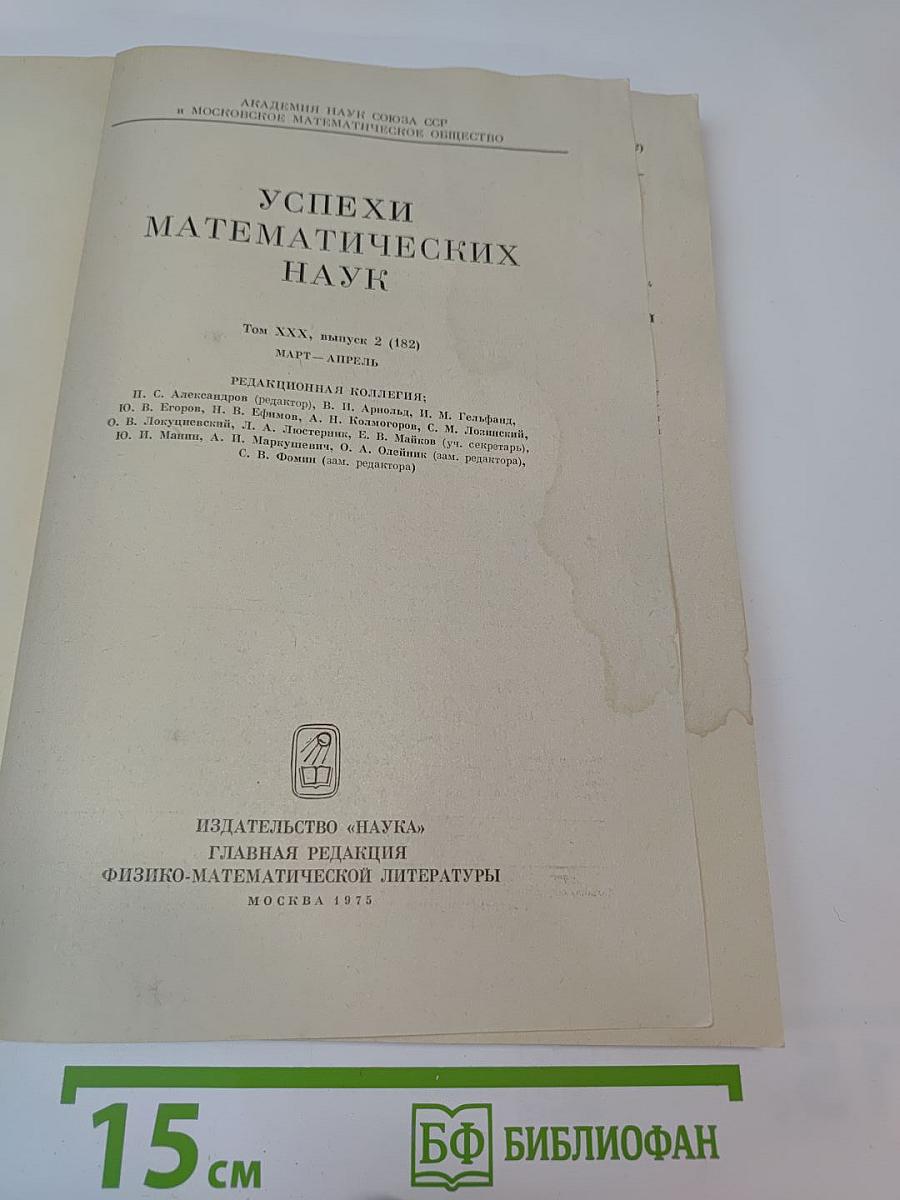 АКАДЕМИЯ НАУК СОЮЗА ССР
и МОСКОВСКОЕ МАТЕМАТИЧЕСКОЕ ОБЩЕСТВО
УСПЕХИ
МАТЕМАТИЧЕСКИХ
НАУК
Том XXX, выпуск 2 (182)
МАРТ — АПРЕЛЬ
РЕДАКЦИОННАЯ КОЛЛЕГИЯ:
П. С. Александров (редактор), В. И. Арнольд, И. М. Гельфанд,
Ю. В. Егоров, Н. В. Ефимов, А. Н. Колмогоров, С. М. Лозинский,
О. В. Локуциевский, Л. А. Люстерник, Е. В. Майков (уч. секретарь),
Ю. И. Манин, А. И. Маркушевич, О. А. Олейник (зам. редактора),
С. В. Фомин (зам. редактора)
ИЗДАТЕЛЬСТВО «НАУКА»
ГЛАВНАЯ РЕДАКЦИЯ
ФИЗИКО-МАТЕМАТИЧЕСКОЙ ЛИТЕРАТУРЫ
МОСКВА 1975
15 см
БФ БИБЛИОФАН